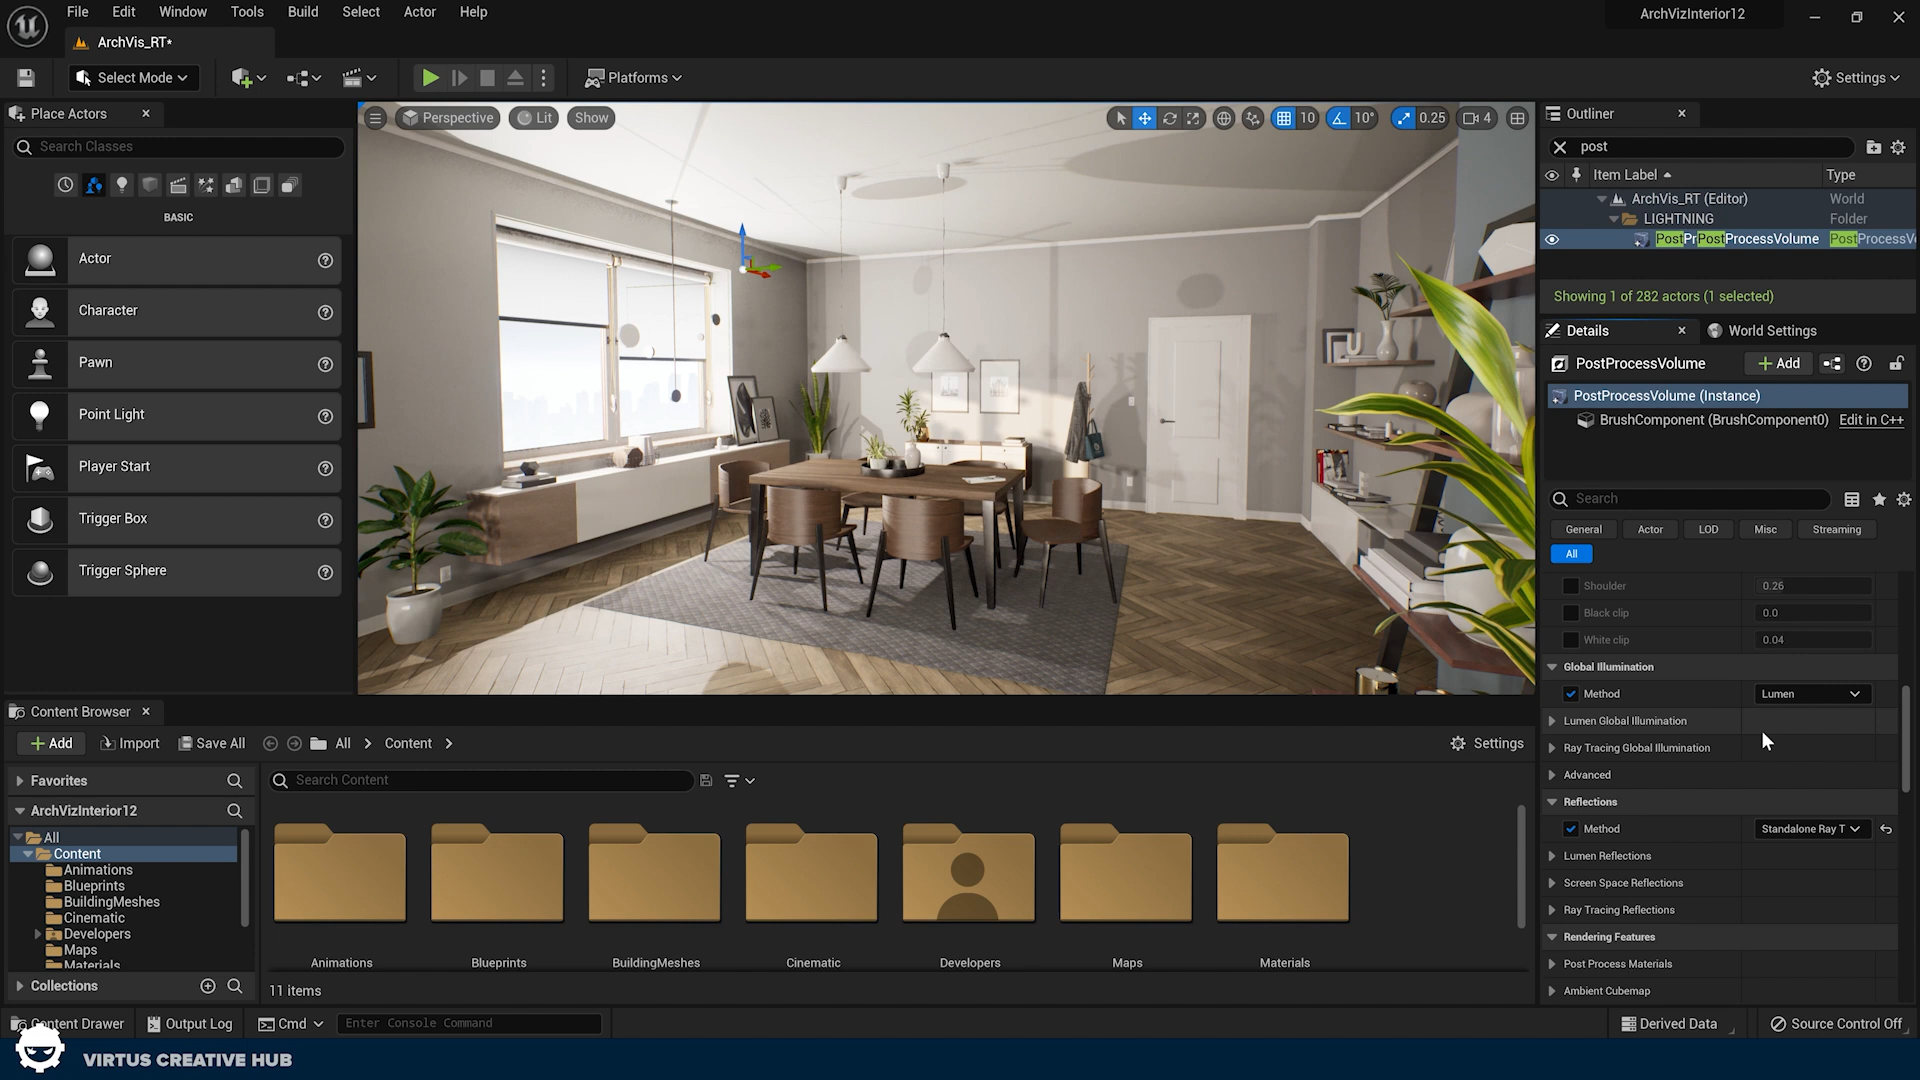 File Edit Window Tools Build Select Actor Help
ArchVizInterior12
ArchVis_RT*
Select Mode
Platforms
Settings
Place Actors
Search Classes
BASIC
Actor
Character
Pawn
Point Light
Player Start
Trigger Box
Trigger Sphere
Perspective Lit Show
10 10° 0.25 4
Outliner
post
Item Label Type
ArchVis_RT (Editor) World
LIGHTNING Folder
PostPrPostProcessVolume PostProcessV
Showing 1 of 282 actors (1 selected)
Details World Settings
PostProcessVolume + Add
PostProcessVolume (Instance)
BrushComponent (BrushComponent0) Edit in C++
Search
General Actor LOD Misc Streaming
All
Shoulder 0.26
Black clip 0.0
White clip 0.04
Global Illumination
Method Lumen
Lumen Global Illumination
Ray Tracing Global Illumination
Advanced
Reflections
Method Standalone Ray T
Lumen Reflections
Screen Space Reflections
Ray Tracing Reflections
Rendering Features
Post Process Materials
Ambient Cubemap
Content Browser
+ Add Import Save All All Content Settings
Favorites
ArchVizInterior12
All
Content
Animations
Blueprints
BuildingMeshes
Cinematic
Developers
Maps
Materials
Collections
Search Content
Animations Blueprints BuildingMeshes Cinematic Developers Maps Materials
11 items
Content Drawer Output Log Cmd Enter Console Command Derived Data Source Control Off
VIRTUS CREATIVE HUB